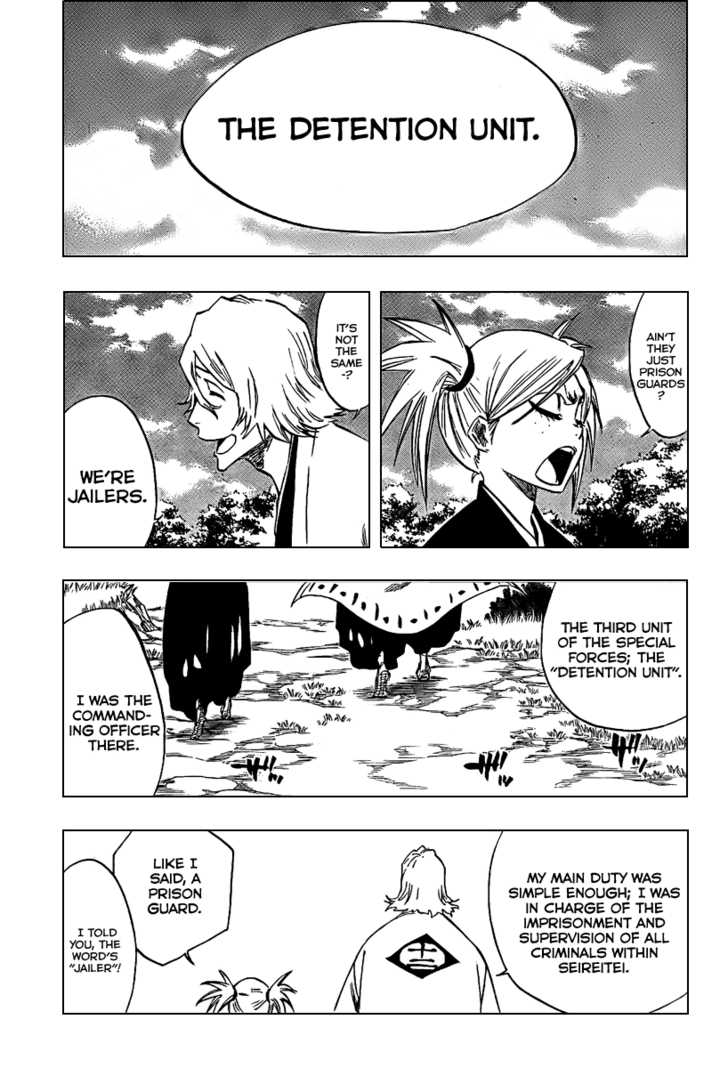 THE DETENTION UNIT.
AIN'T
THEY
JUST
PRISON
GUARDS
?
IT'S
NOT
THE
SAME
-?
WE'RE
JAILERS.
THE THIRD UNIT
OF THE SPECIAL
FORCES; THE
"DETENTION UNIT".
I WAS THE
COMMAND-
ING OFFICER
THERE.
MY MAIN DUTY WAS
SIMPLE ENOUGH; I WAS
IN CHARGE OF THE
IMPRISONMENT AND
SUPERVISION OF ALL
CRIMINALS WITHIN
SEIREITEI.
十二
LIKE I
SAID, A
PRISON
GUARD.
I TOLD
YOU, THE
WORD'S
"JAILER"!